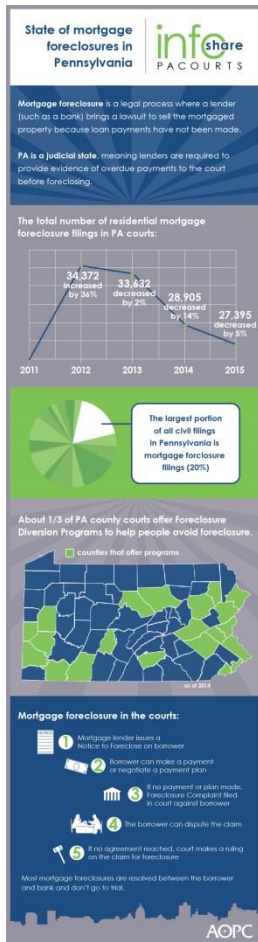 State of mortgage
foreclosures in
Pennsylvania
info
share
PACOURTS
Mortgage foreclosure is a legal process where a lender
(such as a bank) brings a lawsuit to sell the mortgaged
property because loan payments have not been made.
PA is a judicial state, meaning lenders are required to
provide evidence of overdue payments to the court
before foreclosing.
The total number of residential mortgage
foreclosure filings in PA courts:
34,372
increased
by 36%
33,632
decreased
by 2%
28,905
decreased
by 14%
27,395
decreased
by 5%
2011 2012 2013 2014 2015
The largest portion
of all civil filings
in Pennsylvania is
mortgage forclosure
filings (20%)
About 1/3 of PA county courts offer Foreclosure
Diversion Programs to help people avoid foreclosure.
counties that offer programs
as of 2014
Mortgage foreclosure in the courts:
1 Mortgage lender issues a
Notice to Foreclose on borrower
2 Borrower can make a payment
or negotiate a payment plan
3 If no payment or plan made,
Foreclosure Complaint filed
in court against borrower
4 The borrower can dispute the claim
5 If no agreement reached, court makes a ruling
on the claim for foreclosure
Most mortgage foreclosures are resolved between the borrower
and bank and don't go to trial.
AOPC